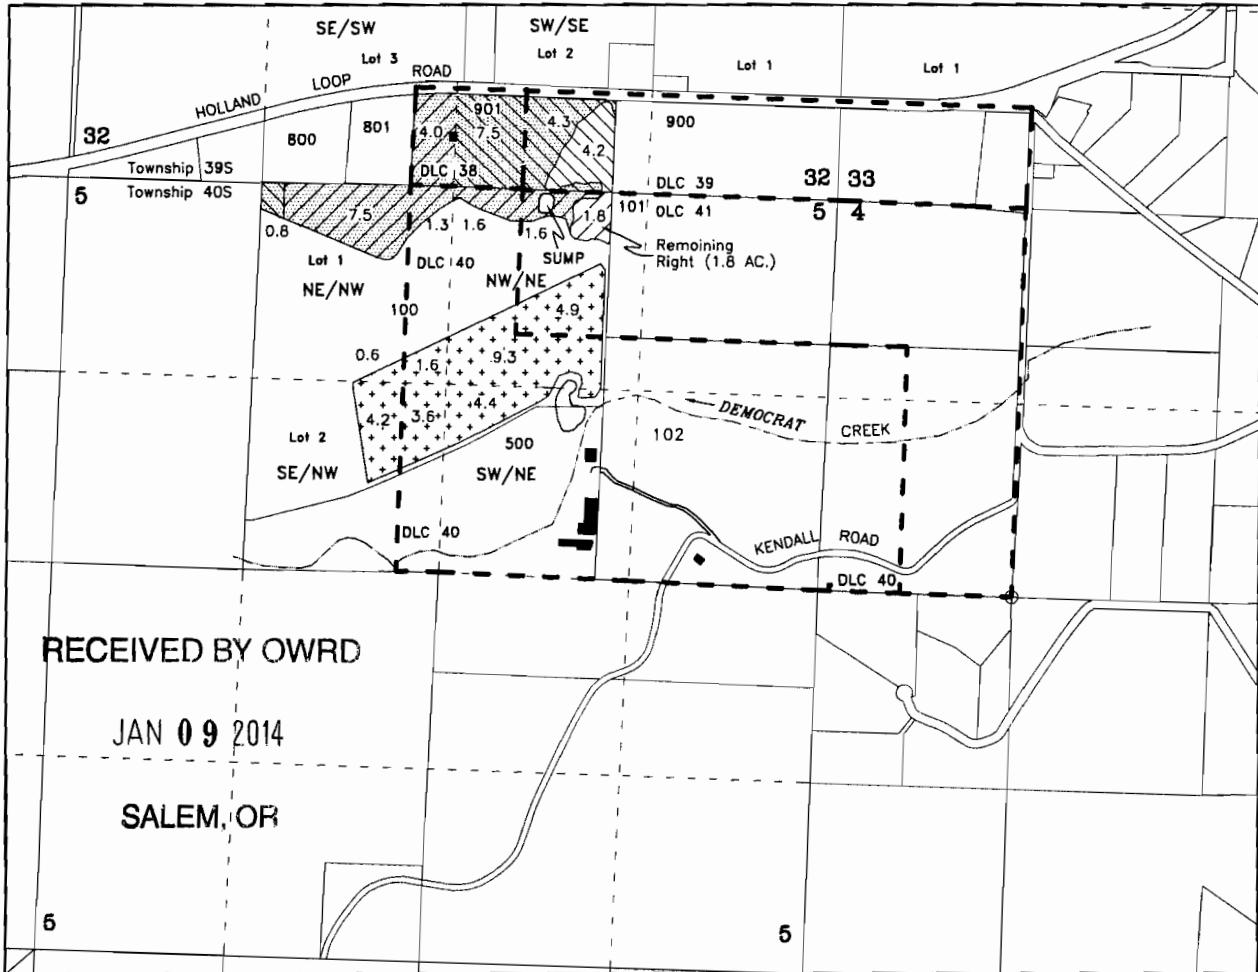 SE/SW
SW/SE
Lot 3
Lot 2
Lot 1
Lot 1
HOLLAND LOOP ROAD
32
800
801
901
4.0
7.5
4.3
4.2
900
Township 39S
DLC 38
DLC 39
32 33
5
Township 40S
101
OLC 41
5 4
7.5
1.3
1.6
1.6
1.8
0.8
Remoining
Right (1.8 AC.)
SUMP
Lot 1
DLC 40
NE/NW
NW/NE
100
4.9
0.6
1.6
9.3
4.2
3.6
4.4
DEMOCRAT CREEK
102
Lot 2
500
SE/NW
SW/NE
DLC 40
KENDALL ROAD
DLC 40
RECEIVED BY OWRD
JAN 09 2014
SALEM, OR
5
5